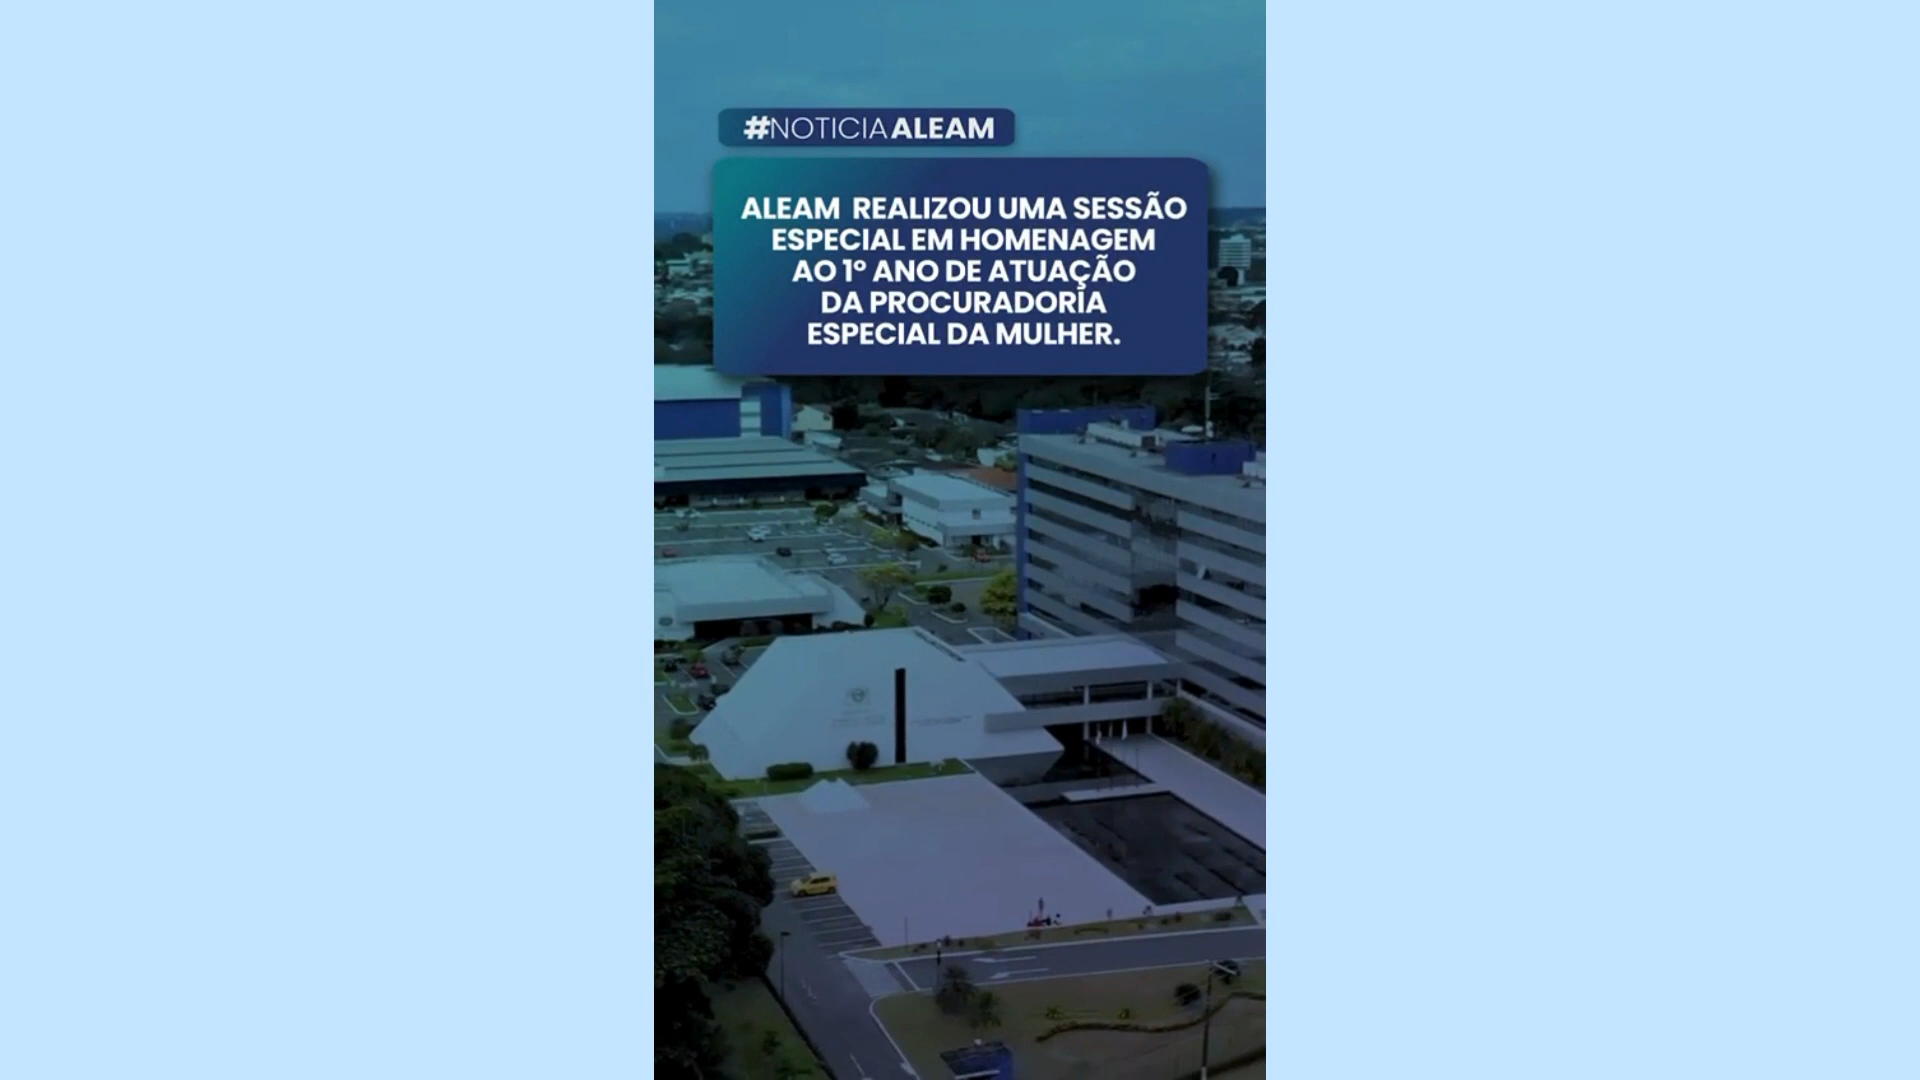 #NOTICIAALEAM
ALEAM REALIZOU UMA SESSÃO
ESPECIAL EM HOMENAGEM
AO 1º ANO DE ATUAÇÃO
DA PROCURADORIA
ESPECIAL DA MULHER.